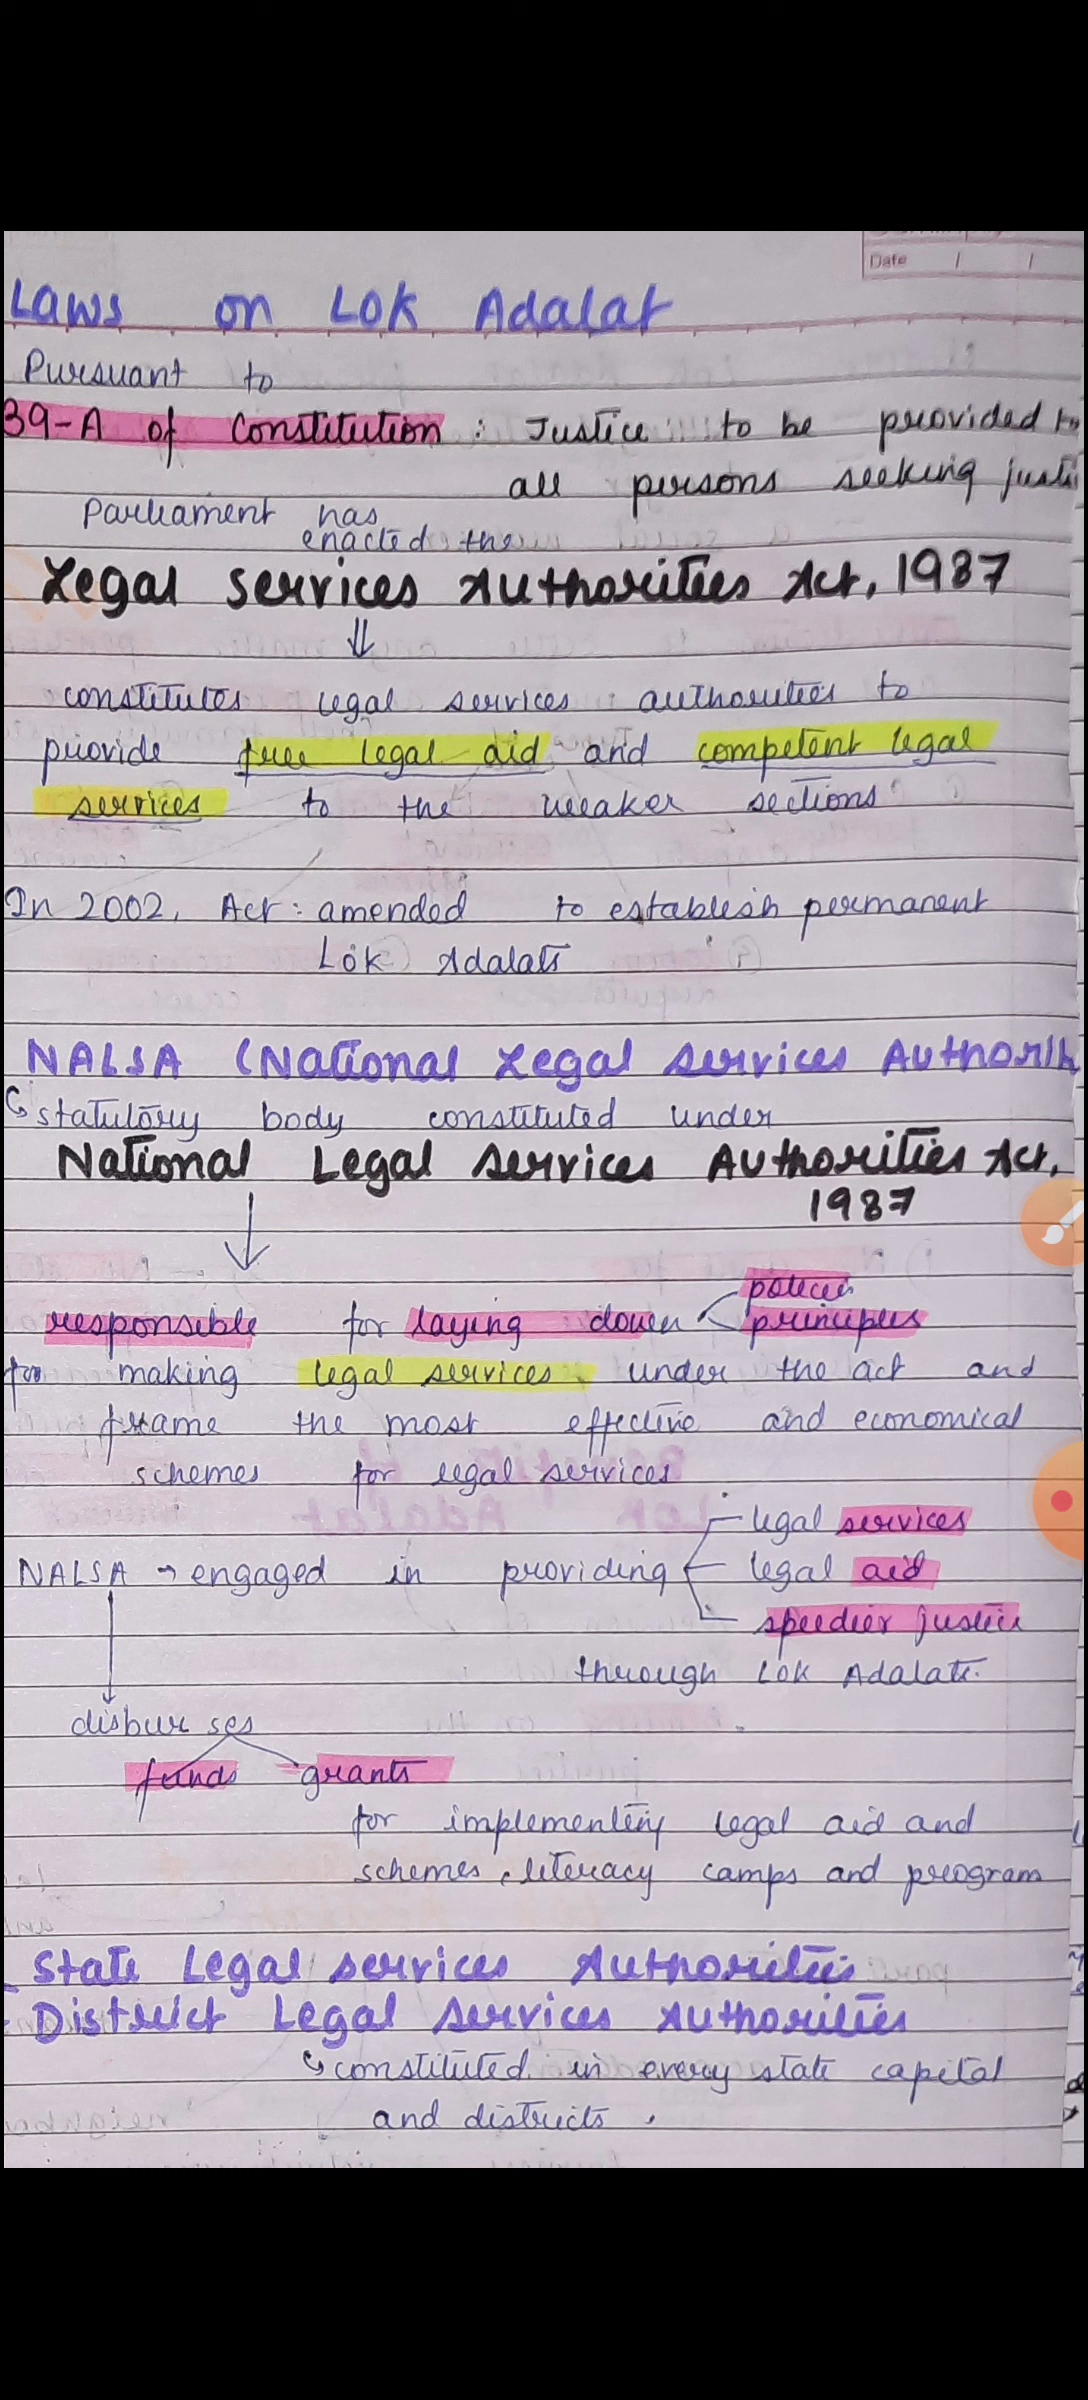 Date / /
Laws on Lok Adalat
Pursuant to
39-A of Constitution : Justice to be provided to
all persons seeking justi
Parliament has
enacted the
Legal Services Authorities Act, 1987
⇓
constitutes legal services authorities to
provide free legal aid and competent legal
services to the weaker sections
In 2002, Act : amended to establish permanent
Lok Adalats
NALSA (National Legal Services Authorit
↳ statutory body constituted under
National Legal Services Authorities Act,
1987
↓
policies
responsible for laying down < principles
for making legal services under the act and
frame the most effective and economical
schemes for legal services
legal services
NALSA → engaged in providing legal aid
speedier justice
through Lok Adalats.
disburses
funds grants
for implementing legal aid and
schemes, literacy camps and program
- State Legal Services Authorities
- District Legal Services Authorities
↳ constituted in every state capital
and districts.